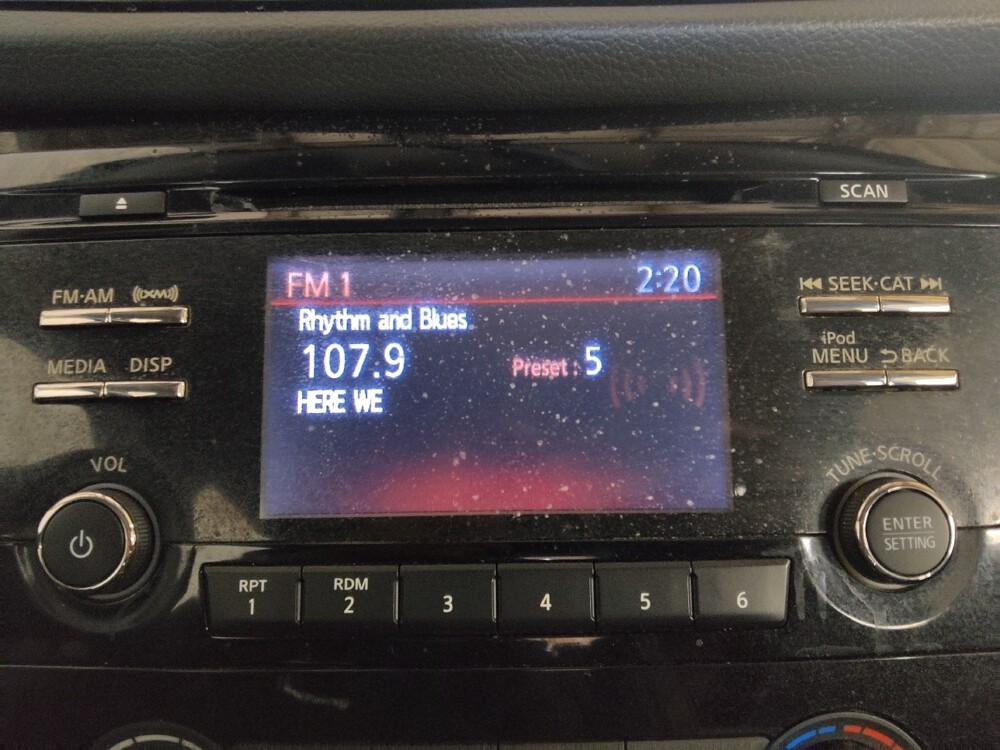 SCAN
FM·AM (((XM)))
SEEK·CAT
MEDIA DISP
iPod
MENU BACK
VOL
TUNE·SCROLL
FM 1 2:20
Rhythm and Blues
107.9 Preset : 5
HERE WE
ENTER
SETTING
RPT
1
RDM
2
3
4
5
6